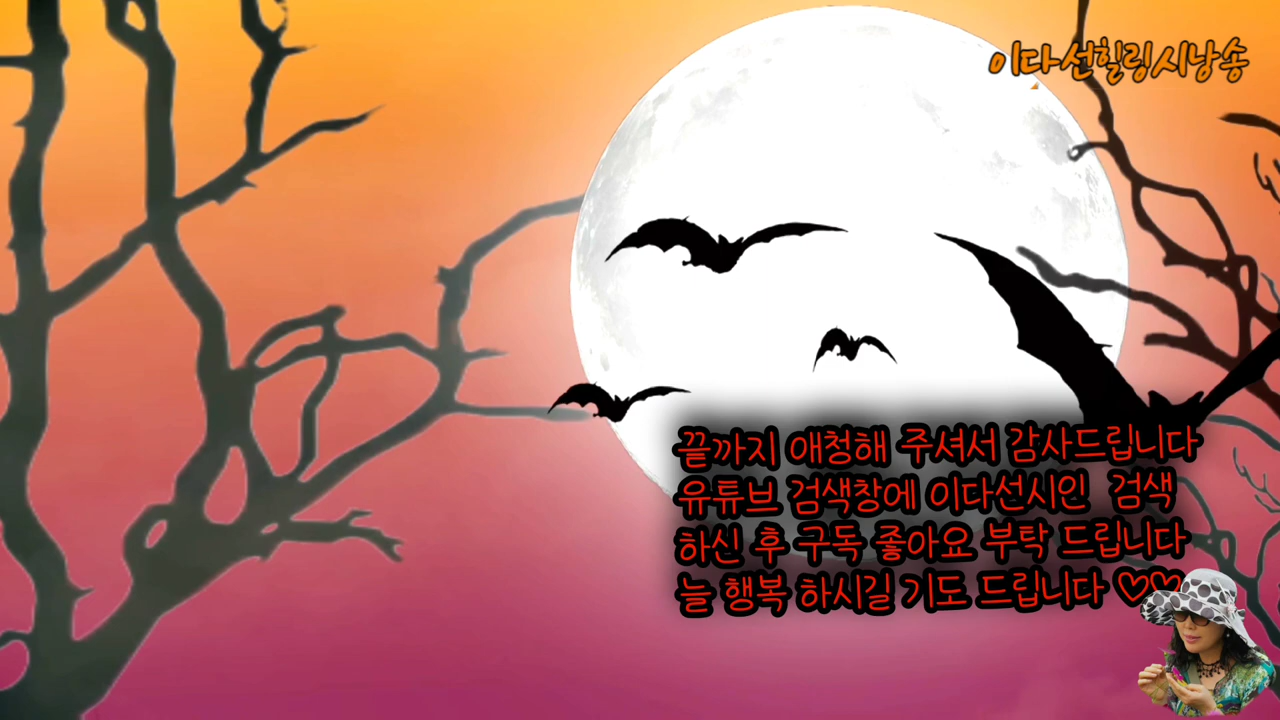 이다선힐링시낭송
끝까지 애청해 주셔서 감사드립니다
유튜브 검색창에 이다선시인 검색
하신 후 구독 좋아요 부탁 드립니다
늘 행복 하시길 기도 드립니다 ♡♡